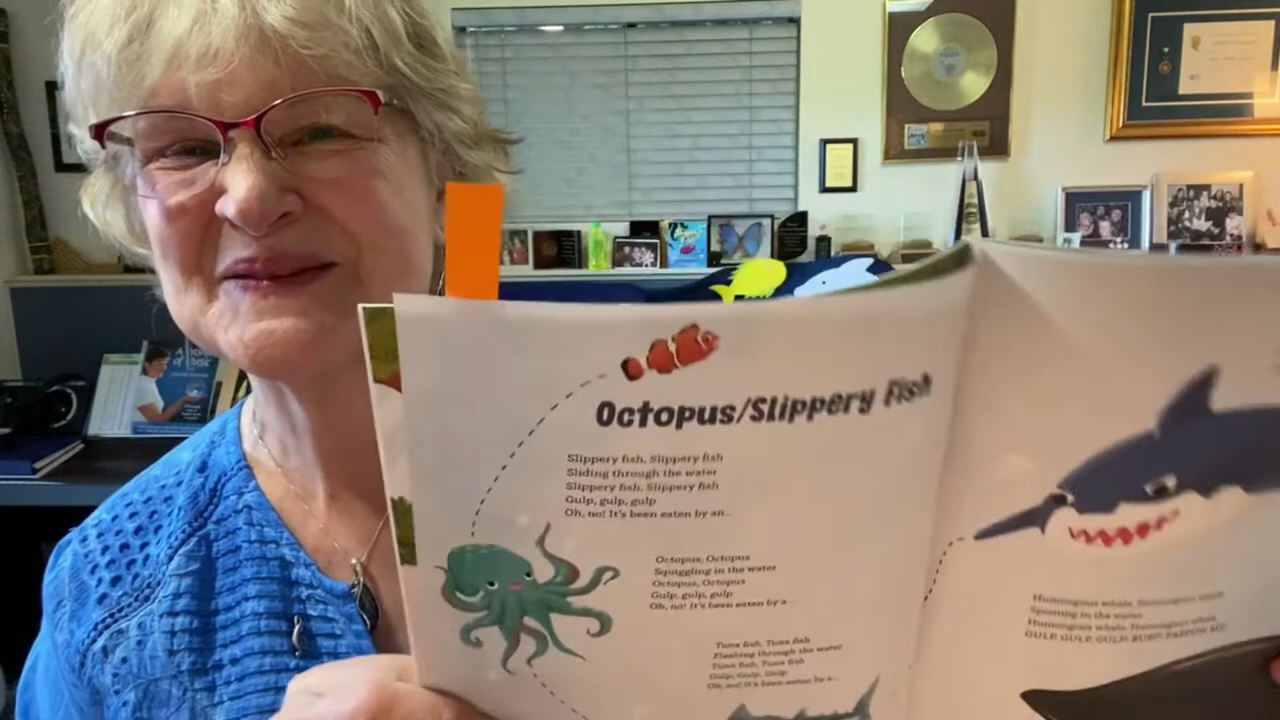 Octopus/Slippery Fish
Slippery fish, Slippery fish
Sliding through the water
Slippery fish, Slippery fish
Gulp, gulp, gulp
Oh, no! It's been eaten by an...
Octopus, Octopus
Squiggling in the water
Octopus, Octopus
Gulp, gulp, gulp
Oh, no! It's been eaten by a...
Tuna fish, Tuna fish
Flashing through the water
Tuna fish, Tuna fish
Gulp, Gulp, Gulp
Oh, no! It's been eaten by a...
Humongous whale, Humongous whale
Spouting in the water
Humongous whale, Humongous whale
GULP, GULP, GULP! BURP! PARDON ME!